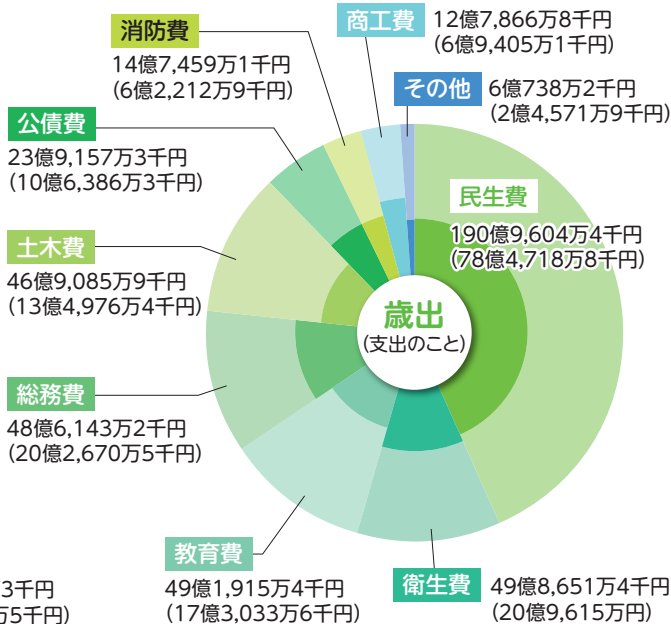 商工費
12億7,866万8千円
(6億9,405万1千円)
消防費
14億7,459万1千円
(6億2,212万9千円)
その他
6億738万2千円
(2億4,571万9千円)
公債費
23億9,157万3千円
(10億6,386万3千円)
民生費
190億9,604万4千円
(78億4,718万8千円)
土木費
46億9,085万9千円
(13億4,976万4千円)
歳出
(支出のこと)
総務費
48億6,143万2千円
(20億2,670万5千円)
教育費
49億1,915万4千円
(17億3,033万6千円)
衛生費
49億8,651万4千円
(20億9,615万円)
3千円
万5千円)